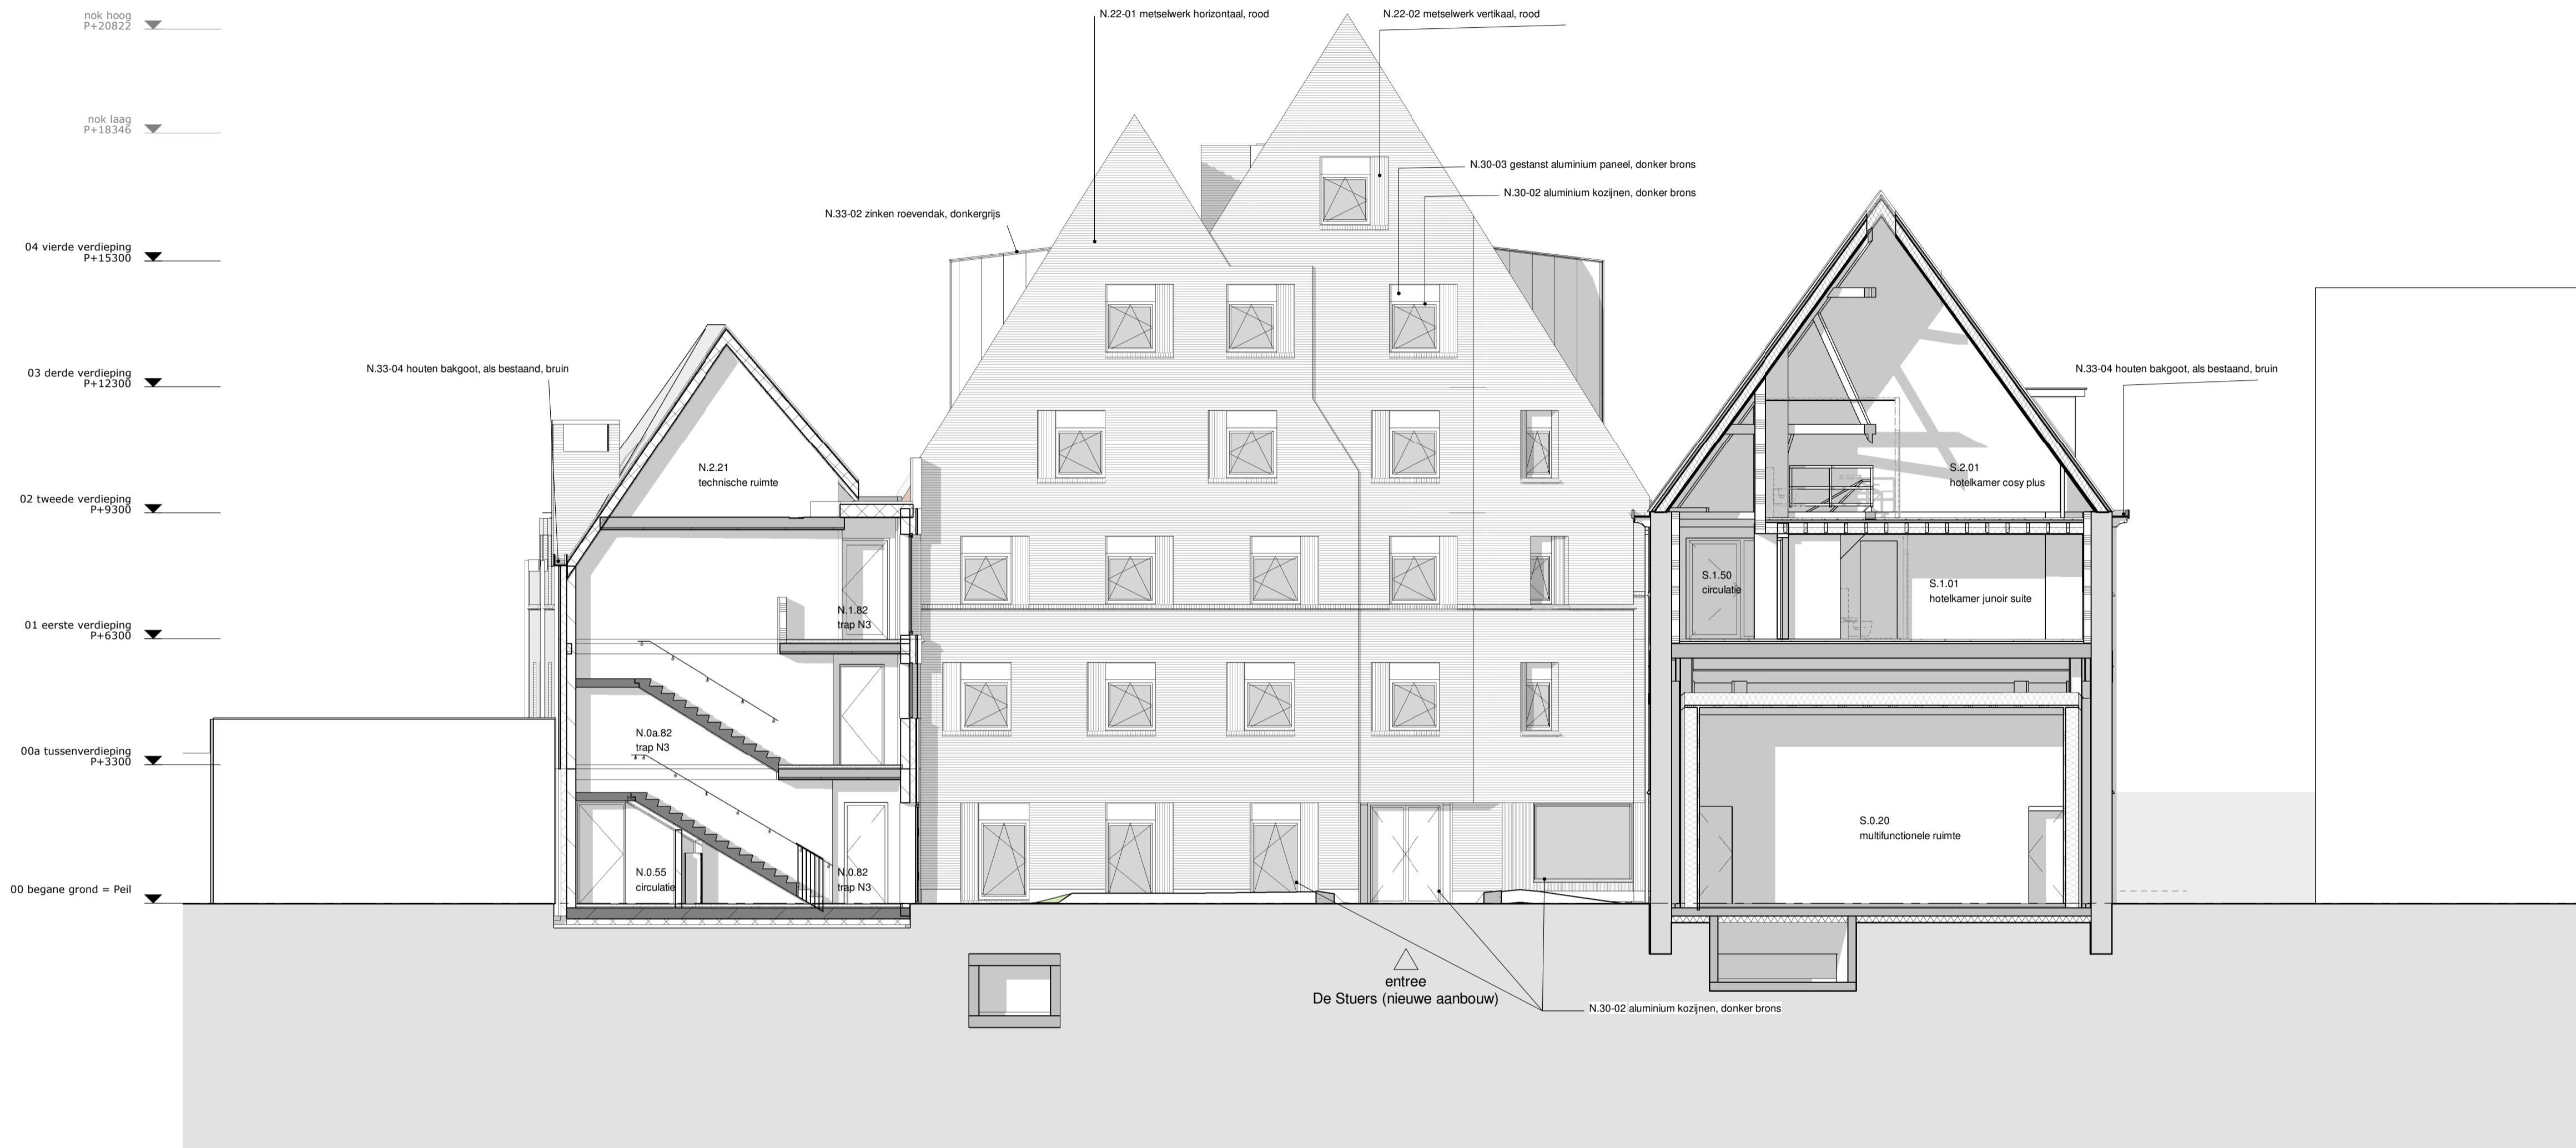 nok hoog
P+20822
nok laag
P+18346
04 vierde verdieping
P+15300
03 derde verdieping
P+12300
02 tweede verdieping
P+9300
01 eerste verdieping
P+6300
00a tussenverdieping
P+3300
00 begane grond = Peil
N.22-01 metselwerk horizontaal, rood
N.22-02 metselwerk vertikaal, rood
N.30-03 gestanst aluminium paneel, donker brons
N.30-02 aluminium kozijnen, donker brons
N.33-02 zinken roevendak, donkergrijs
N.33-04 houten bakgoot, als bestaand, bruin
N.33-04 houten bakgoot, als bestaand, bruin
N.2.21
technische ruimte
S.2.01
hotelkamer cosy plus
N.1.82
trap N3
S.1.50
circulatie
S.1.01
hotelkamer junoir suite
N.0a.82
trap N3
S.0.20
multifunctionele ruimte
N.0.55
circulatie
N.0.82
trap N3
entree
De Stuers (nieuwe aanbouw)
N.30-02 aluminium kozijnen, donker brons